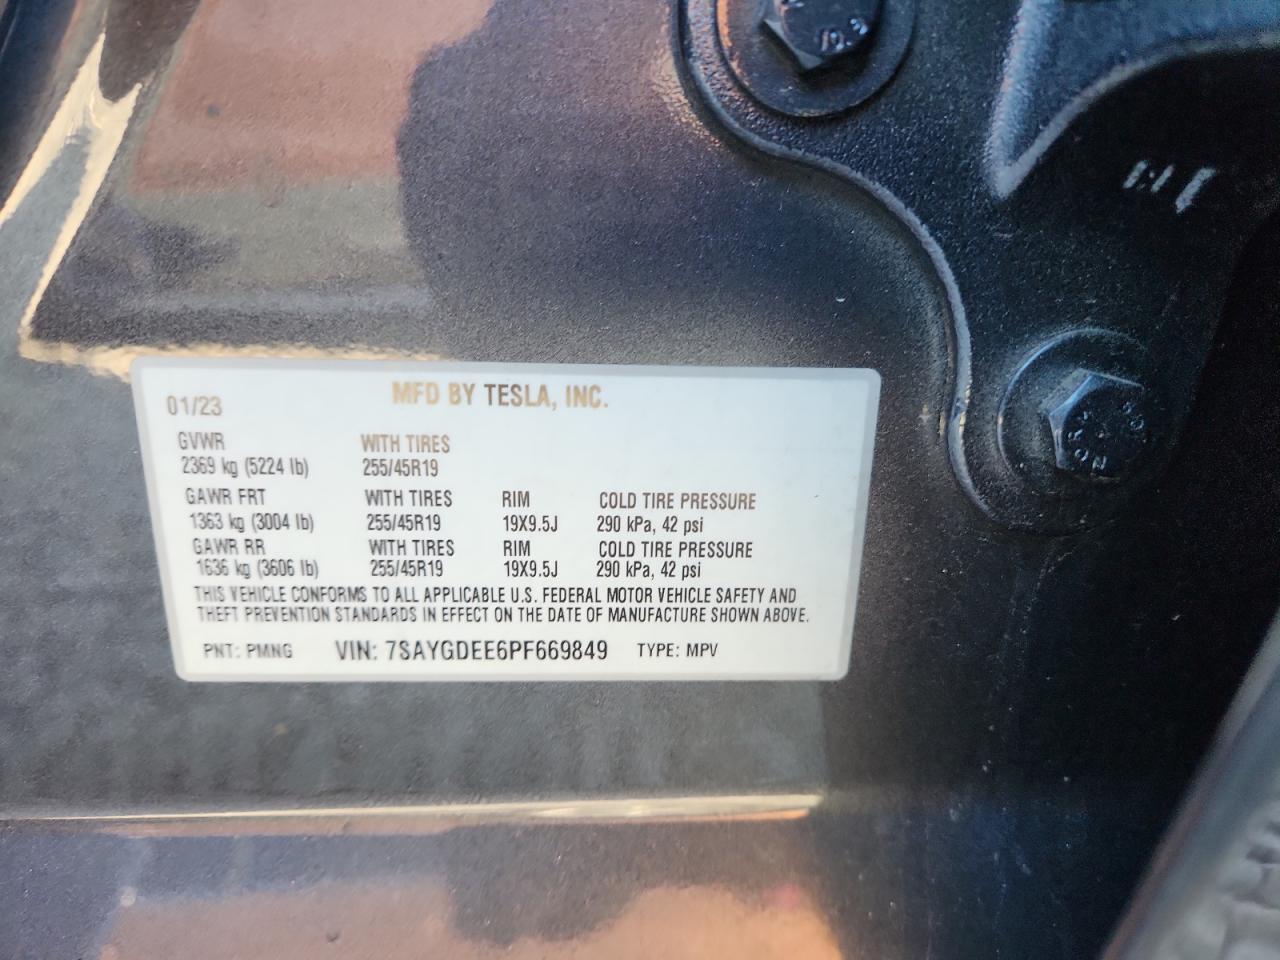 01/23 MFD BY TESLA, INC.
GVWR WITH TIRES
2369 kg (5224 lb) 255/45R19
GAWR FRT WITH TIRES RIM COLD TIRE PRESSURE
1363 kg (3004 lb) 255/45R19 19X9.5J 290 kPa, 42 psi
GAWR RR WITH TIRES RIM COLD TIRE PRESSURE
1636 kg (3606 lb) 255/45R19 19X9.5J 290 kPa, 42 psi
THIS VEHICLE CONFORMS TO ALL APPLICABLE U.S. FEDERAL MOTOR VEHICLE SAFETY AND
THEFT PREVENTION STANDARDS IN EFFECT ON THE DATE OF MANUFACTURE SHOWN ABOVE.
PNT: PMNG VIN: 7SAYGDEE6PF669849 TYPE: MPV